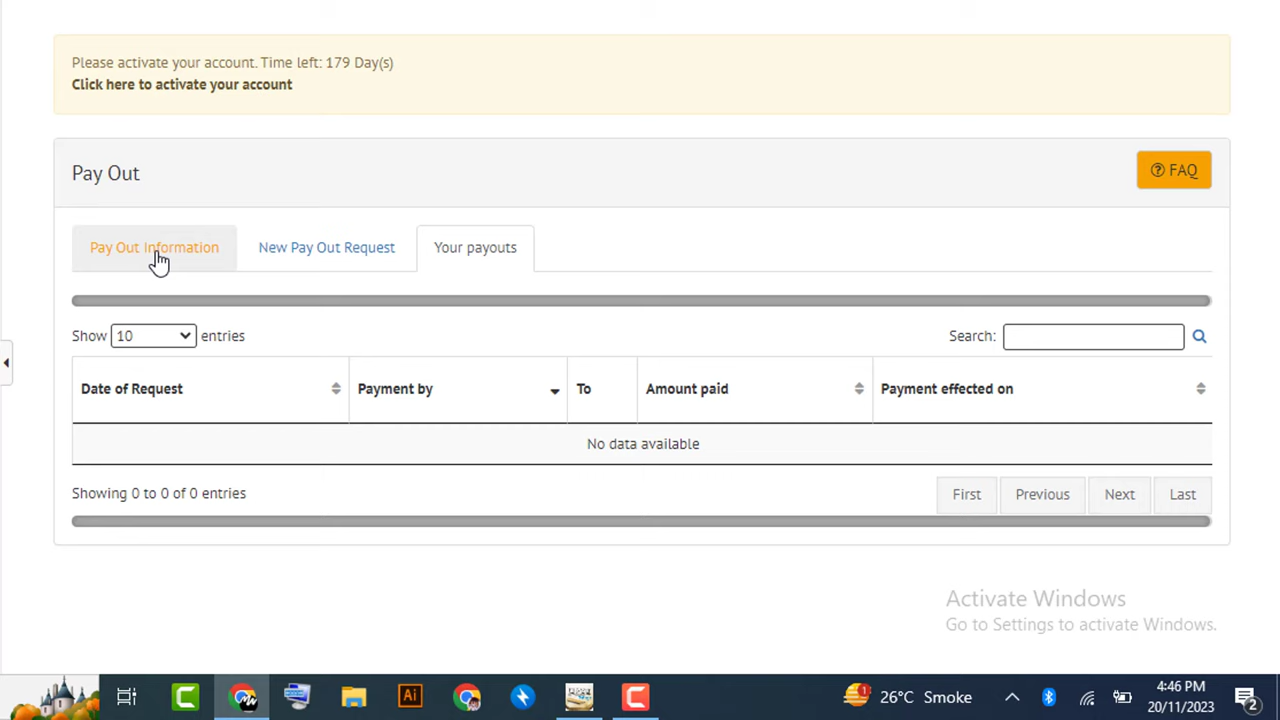 Please activate your account. Time left: 179 Day(s)
Click here to activate your account
Pay Out
FAQ
Pay Out Information
New Pay Out Request
Your payouts
Show 10 entries
Search:
Date of Request
Payment by
To
Amount paid
Payment effected on
No data available
Showing 0 to 0 of 0 entries
First
Previous
Next
Last
Activate Windows
Go to Settings to activate Windows.
Ai
1
26°C Smoke
4:46 PM
20/11/2023
2